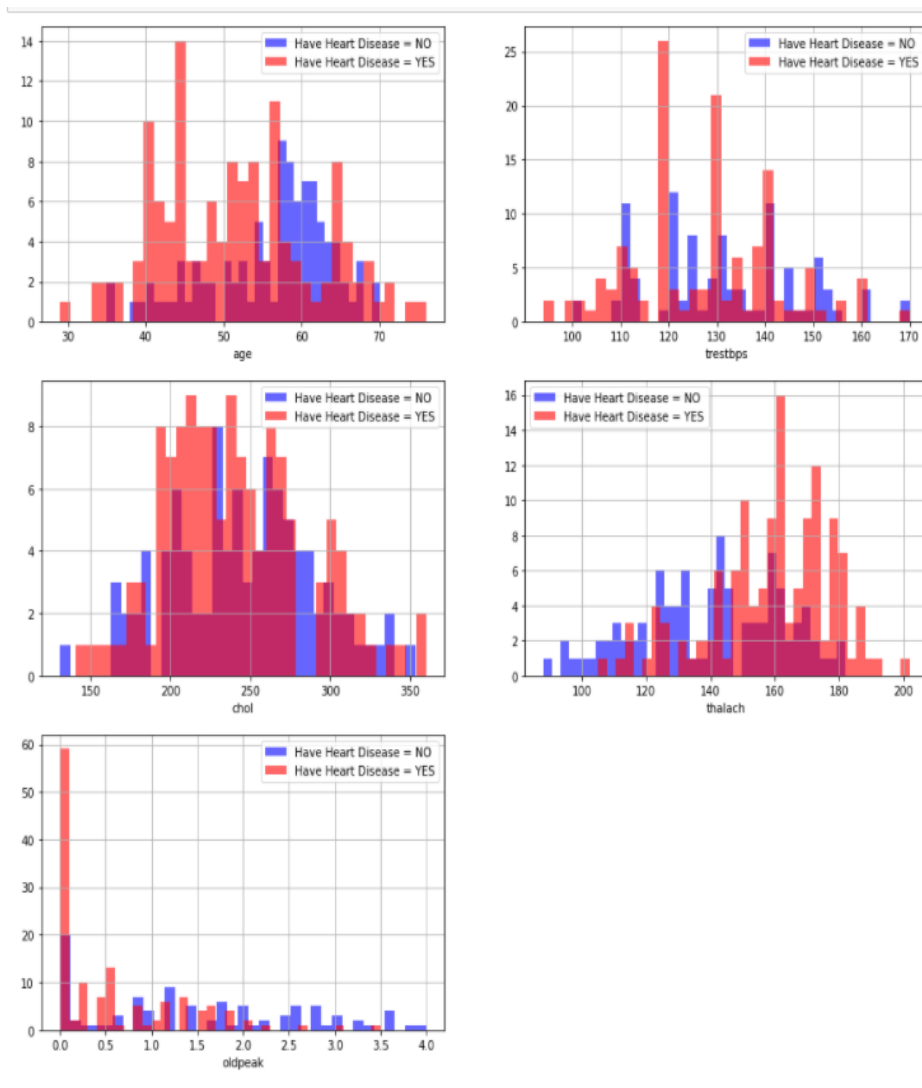 14
12
10
8
6
4
2
0
30 40 50 60 70
age
Have Heart Disease = NO
Have Heart Disease = YES
25
20
15
10
5
0
100 110 120 130 140 150 160 170
trestbps
Have Heart Disease = NO
Have Heart Disease = YES
8
6
4
2
0
150 200 250 300 350
chol
Have Heart Disease = NO
Have Heart Disease = YES
16
14
12
10
8
6
4
2
0
100 120 140 160 180 200
thalach
Have Heart Disease = NO
Have Heart Disease = YES
60
50
40
30
20
10
0
0.0 0.5 1.0 1.5 2.0 2.5 3.0 3.5 4.0
oldpeak
Have Heart Disease = NO
Have Heart Disease = YES